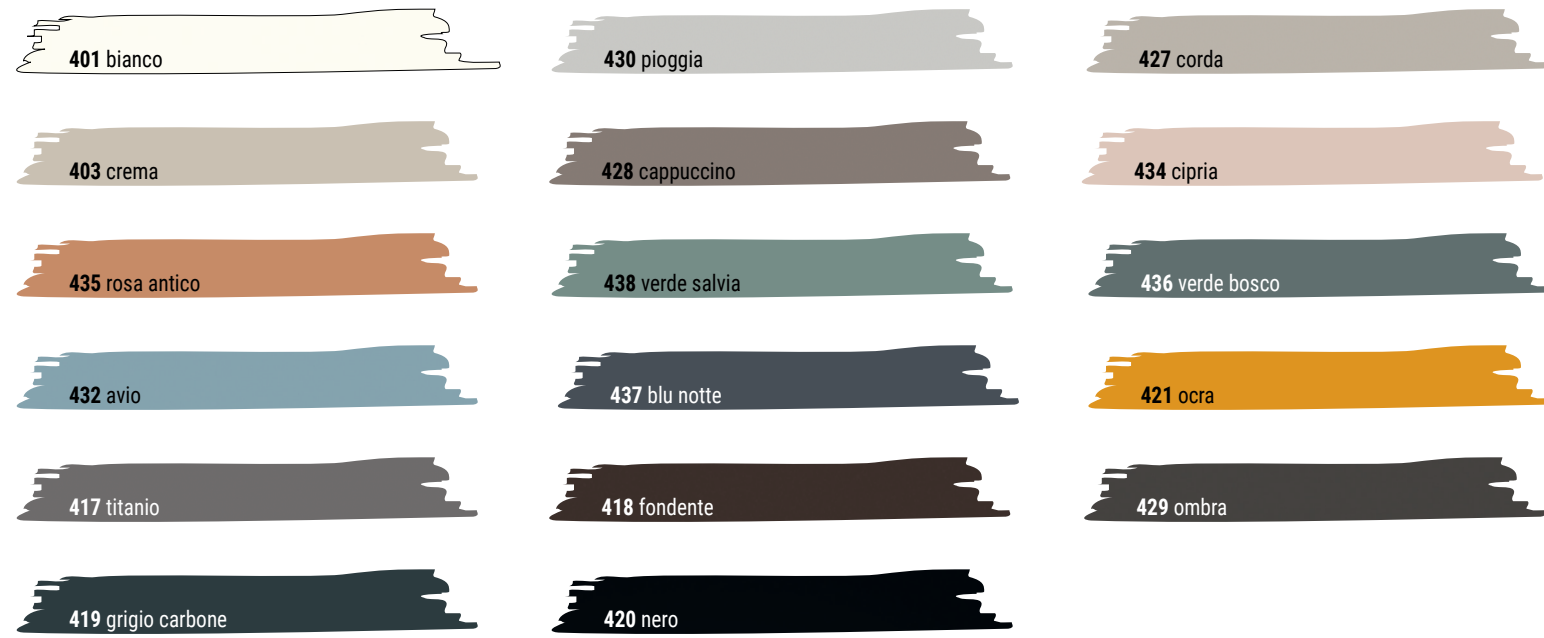 401 bianco
430 pioggia
427 corda
403 crema
428 cappuccino
434 cipria
435 rosa antico
438 verde salvia
436 verde bosco
432 avio
437 blu notte
421 ocra
417 titanio
418 fondente
429 ombra
419 grigio carbone
420 nero